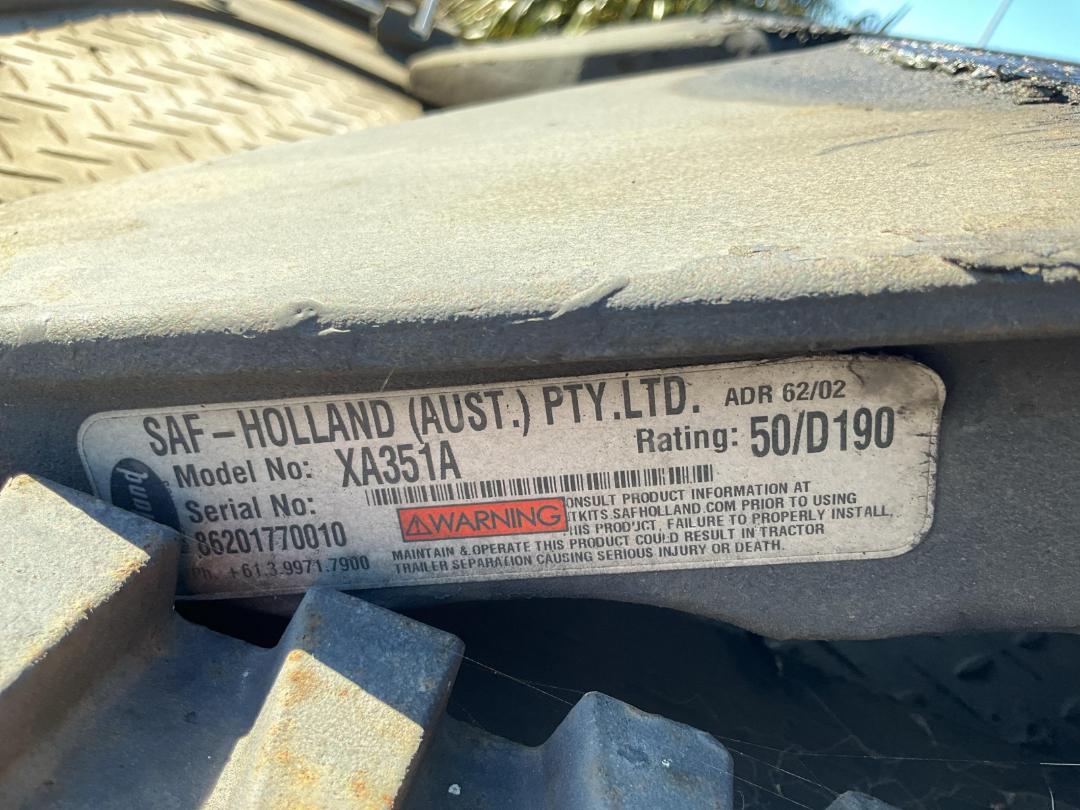 SAF-HOLLAND (AUST.) PTY.LTD. ADR 62/02
Model No: XA351A Rating: 50/D190
Serial No:
86201770010
Ph. +61.3.9971.7900
WARNING
ONSULT PRODUCT INFORMATION AT
TKITS.SAFHOLLAND.COM PRIOR TO USING
HIS PROD'JCT. FAILURE TO PROPERLY INSTALL,
MAINTAIN & OPERATE THIS PRODUCT COULD RESULT IN TRACTOR
TRAILER SEPARATION CAUSING SERIOUS INJURY OR DEATH.